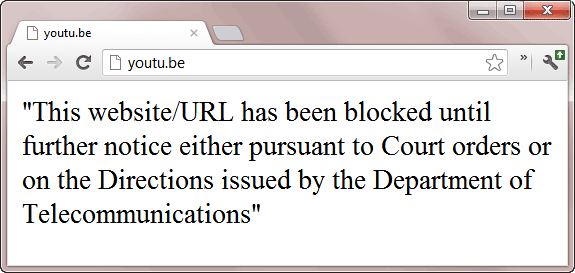 youtu.be
youtu.be
"This website/URL has been blocked until
further notice either pursuant to Court orders or
on the Directions issued by the Department of
Telecommunications"